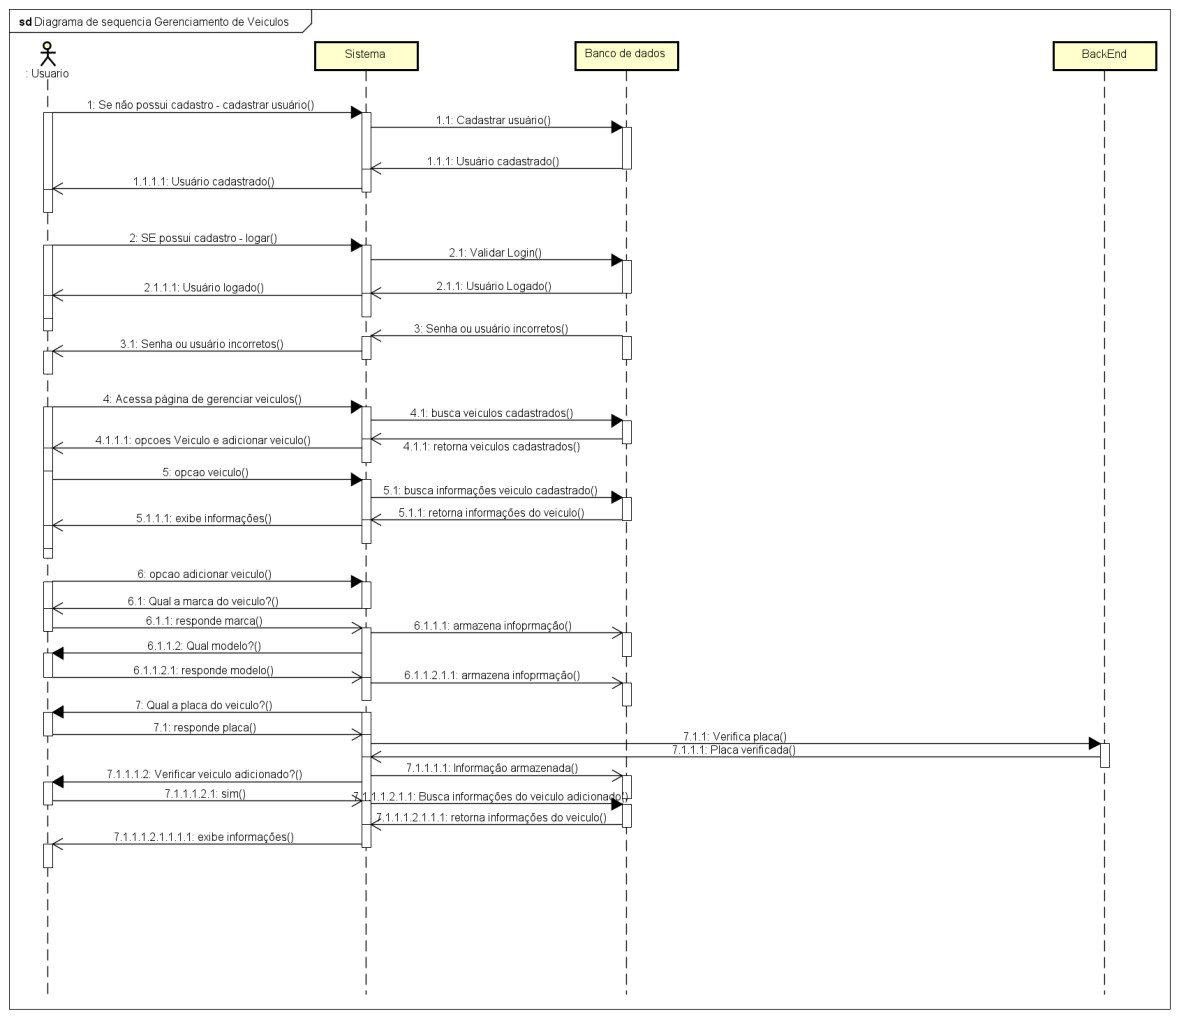 sd Diagrama de sequencia Gerenciamento de Veiculos
: Usuario
Sistema
Banco de dados
BackEnd
1: Se não possui cadastro - cadastrar usuário()
1.1: Cadastrar usuário()
1.1.1: Usuário cadastrado()
1.1.1.1: Usuário cadastrado()
2: SE possui cadastro - logar()
2.1: Validar Login()
2.1.1: Usuário Logado()
2.1.1.1: Usuário logado()
3: Senha ou usuário incorretos()
3.1: Senha ou usuário incorretos()
4: Acessa página de gerenciar veiculos()
4.1: busca veiculos cadastrados()
4.1.1.1: opcoes Veiculo e adicionar veiculo()
4.1.1: retorna veiculos cadastrados()
5: opcao veiculo()
5.1: busca informações veiculo cadastrado()
5.1.1: retorna informações do veiculo()
5.1.1.1: exibe informações()
6: opcao adicionar veiculo()
6.1: Qual a marca do veiculo?()
6.1.1: responde marca()
6.1.1.1: armazena infoprmação()
6.1.1.2: Qual modelo?()
6.1.1.2.1: responde modelo()
6.1.1.2.1.1: armazena infoprmação()
7: Qual a placa do veiculo?()
7.1: responde placa()
7.1.1: Verifica placa()
7.1.1.1: Placa verificada()
7.1.1.1.1: Informação armazenada()
7.1.1.1.2: Verificar veiculo adicionado?()
7.1.1.1.2.1: sim()
7.1.1.1.2.1.1: Busca informações do veiculo adicionado()
7.1.1.1.2.1.1.1: retorna informações do veiculo()
7.1.1.1.2.1.1.1.1: exibe informações()